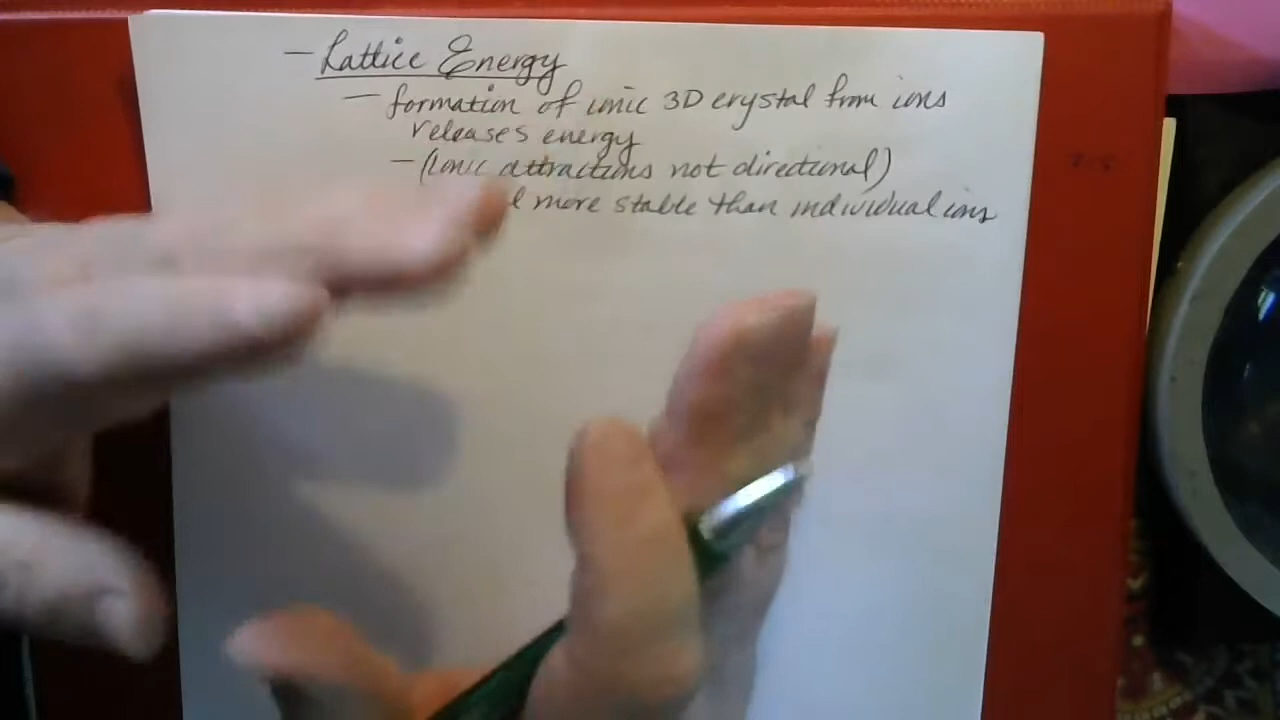 - Lattice Energy
- formation of ionic 3D crystal from ions
releases energy
- (ionic attractions not directional)
more stable than individual ions